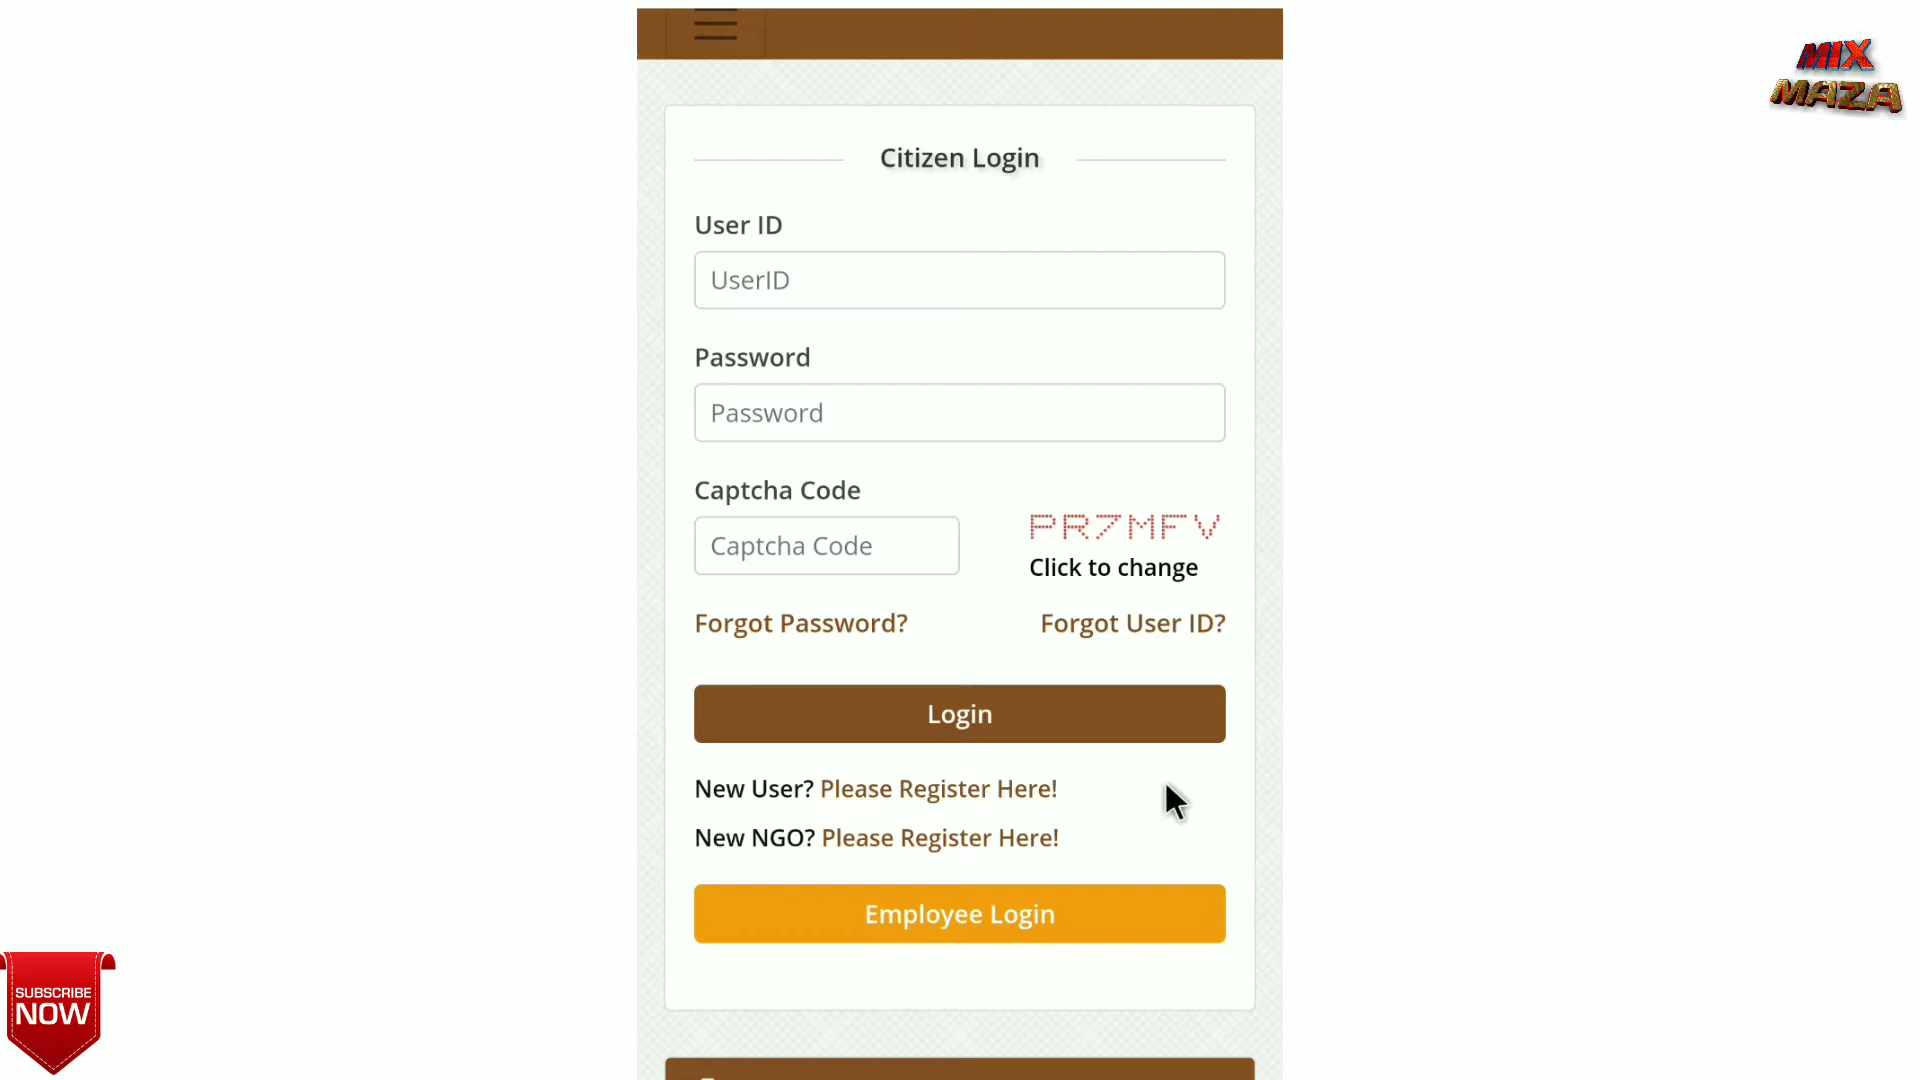 MIX
MAZA
Citizen Login
User ID
UserID
Password
Password
Captcha Code
Captcha Code
PR7MFV
Click to change
Forgot Password? Forgot User ID?
Login
New User? Please Register Here!
New NGO? Please Register Here!
Employee Login
SUBSCRIBE
NOW